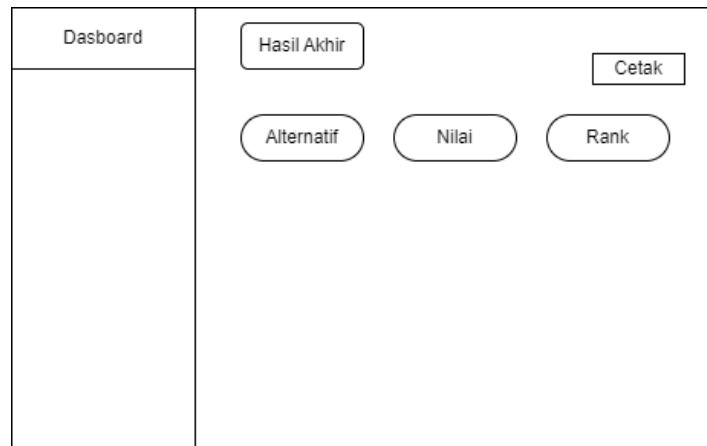 Dasboard
Hasil Akhir
Cetak
Alternatif
Nilai
Rank